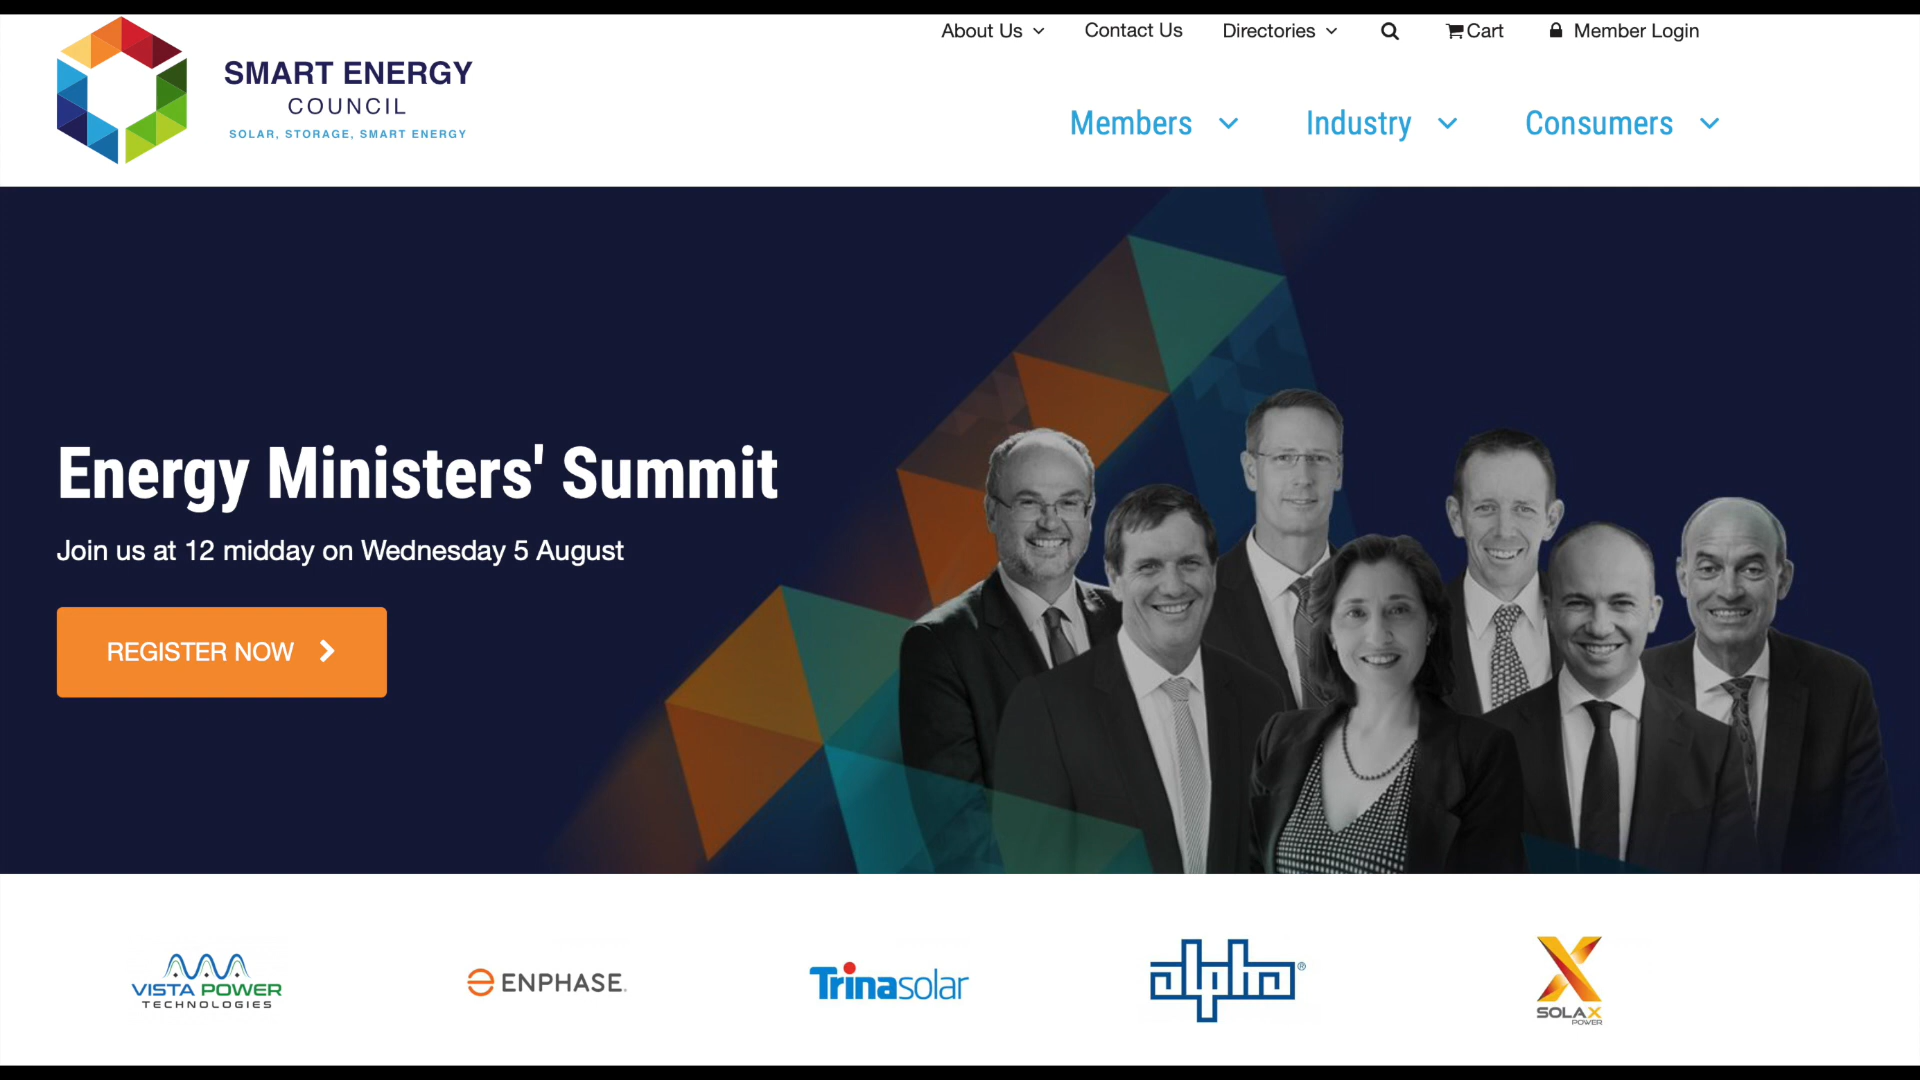 About Us
Contact Us
Directories
Cart
Member Login
SMART ENERGY
COUNCIL
SOLAR, STORAGE, SMART ENERGY
Members
Industry
Consumers
Energy Ministers' Summit
Join us at 12 midday on Wednesday 5 August
REGISTER NOW
VISTA POWER
TECHNOLOGIES
ENPHASE.
Trinasolar
alpha®
SOLAX
POWER